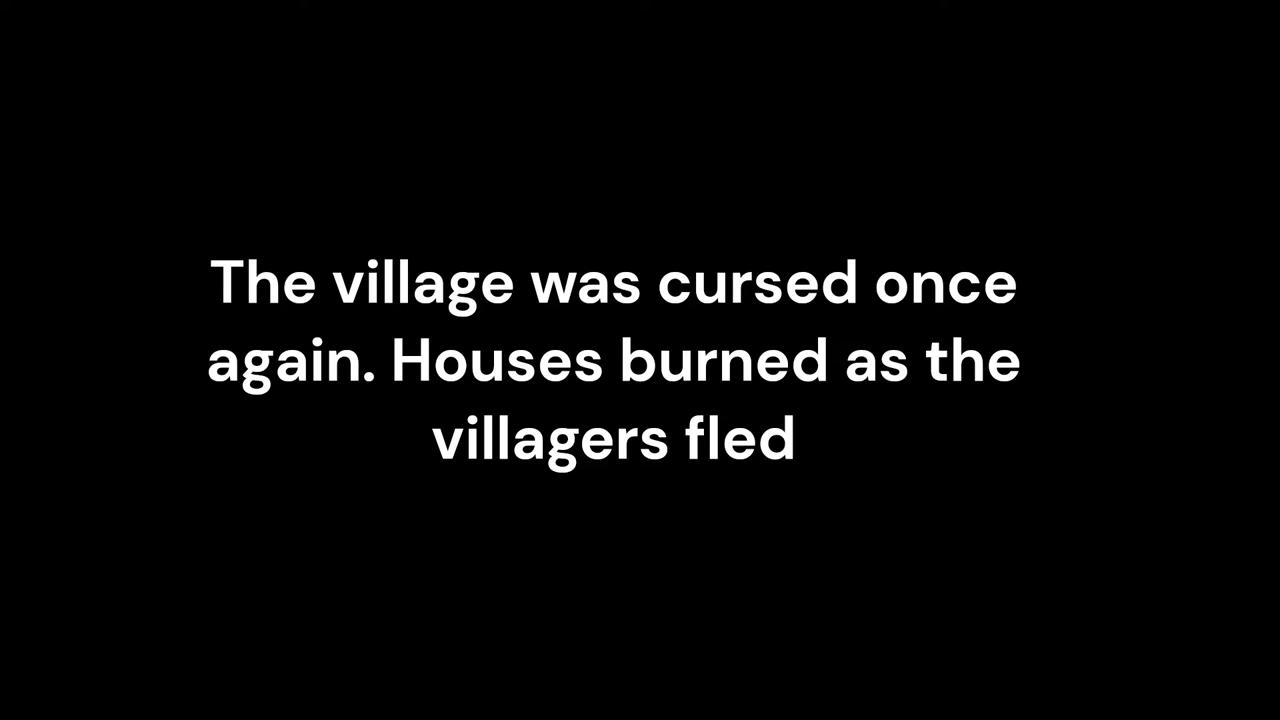 The village was cursed once
again. Houses burned as the
villagers fled